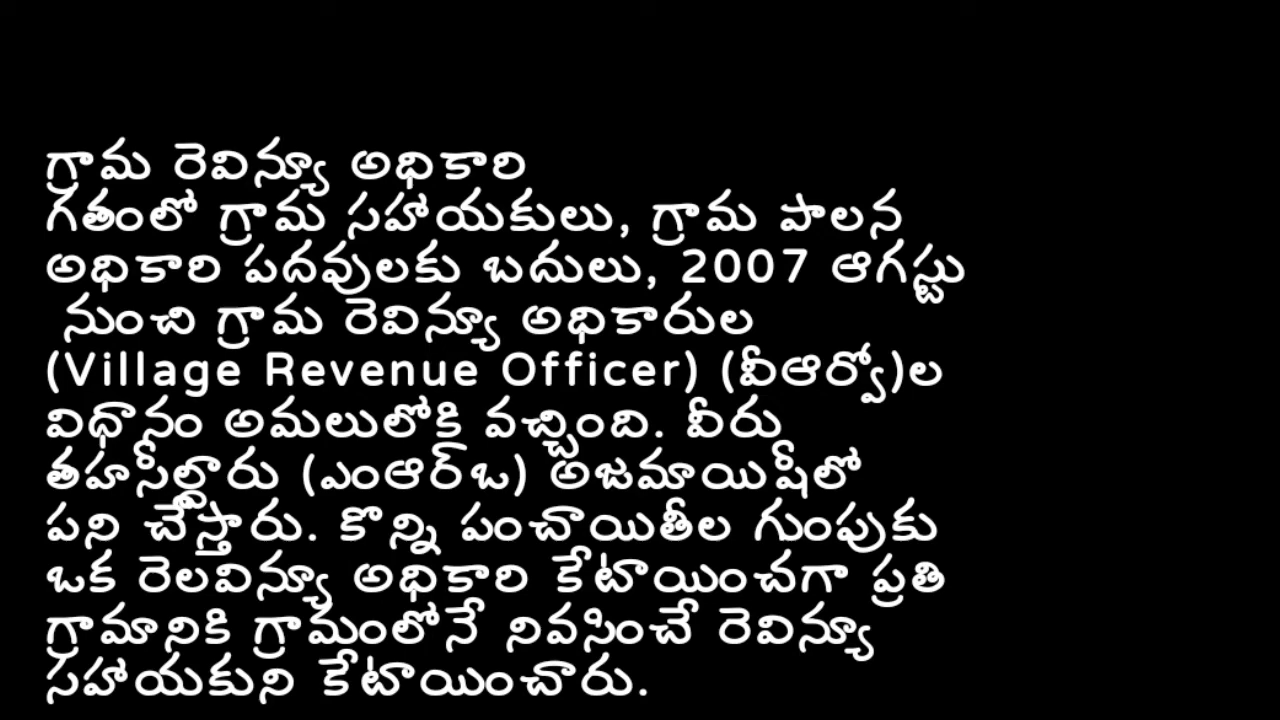 గ్రామ రెవిన్యూ అధికారి
గతంలో గ్రామ సహాయకులు, గ్రామ పాలన
అధికారి పదవులకు బదులు, 2007 ఆగస్టు
నుంచి గ్రామ రెవిన్యూ అధికారుల
(Village Revenue Officer) (వీఆర్వో)ల
విధానం అమలులోకి వచ్చింది. వీరు
తహసీల్దారు (ఎంఆర్ఒ) అజమాయిషీలో
పని చేస్తారు. కొన్ని పంచాయితీల గుంపుకు
ఒక రెలవిన్యూ అధికారి కేటాయించగా ప్రతి
గ్రామానికి గ్రామంలోనే నివసించే రెవిన్యూ
సహాయకుని కేటాయించారు.